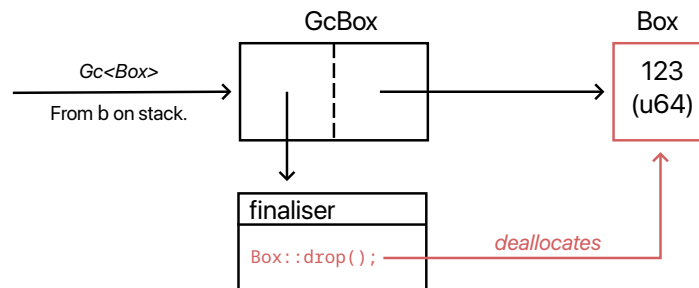 GcBox
Box
Gc<Box>
From b on stack.
123
(u64)
finaliser
Box::drop();
deallocates